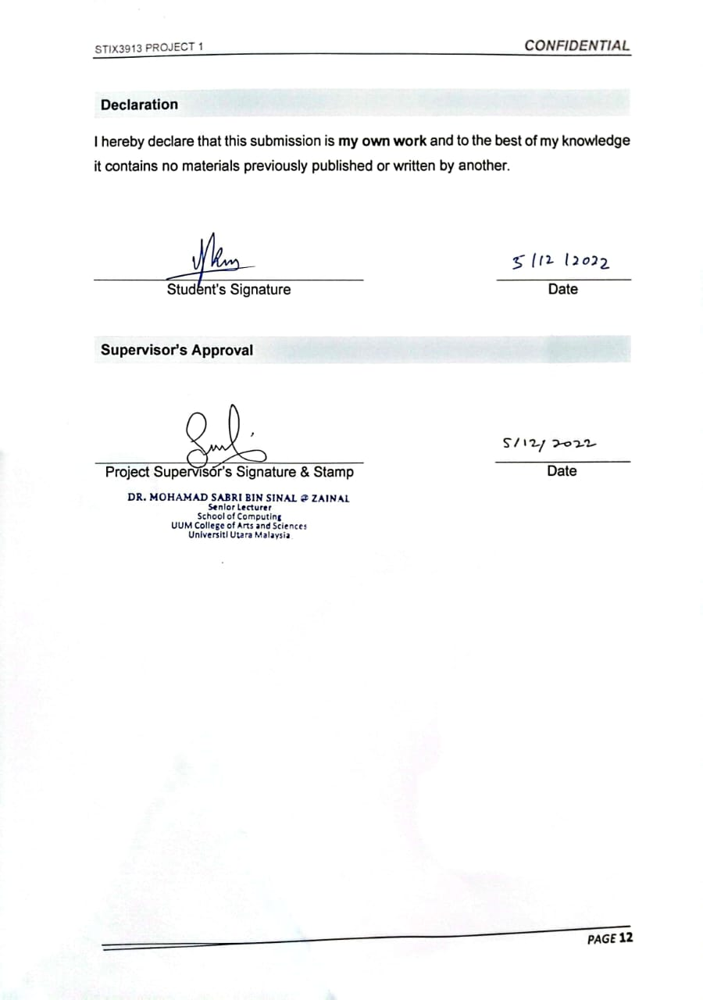 STIX3913 PROJECT 1 CONFIDENTIAL
Declaration
I hereby declare that this submission is my own work and to the best of my knowledge
it contains no materials previously published or written by another.
5/12/2022
Student's Signature Date
Supervisor's Approval
5/12/2022
Project Supervisor's Signature & Stamp Date
DR. MOHAMAD SABRI BIN SINAL @ ZAINAL
Senior Lecturer
School of Computing
UUM College of Arts and Sciences
Universiti Utara Malaysia
PAGE 12